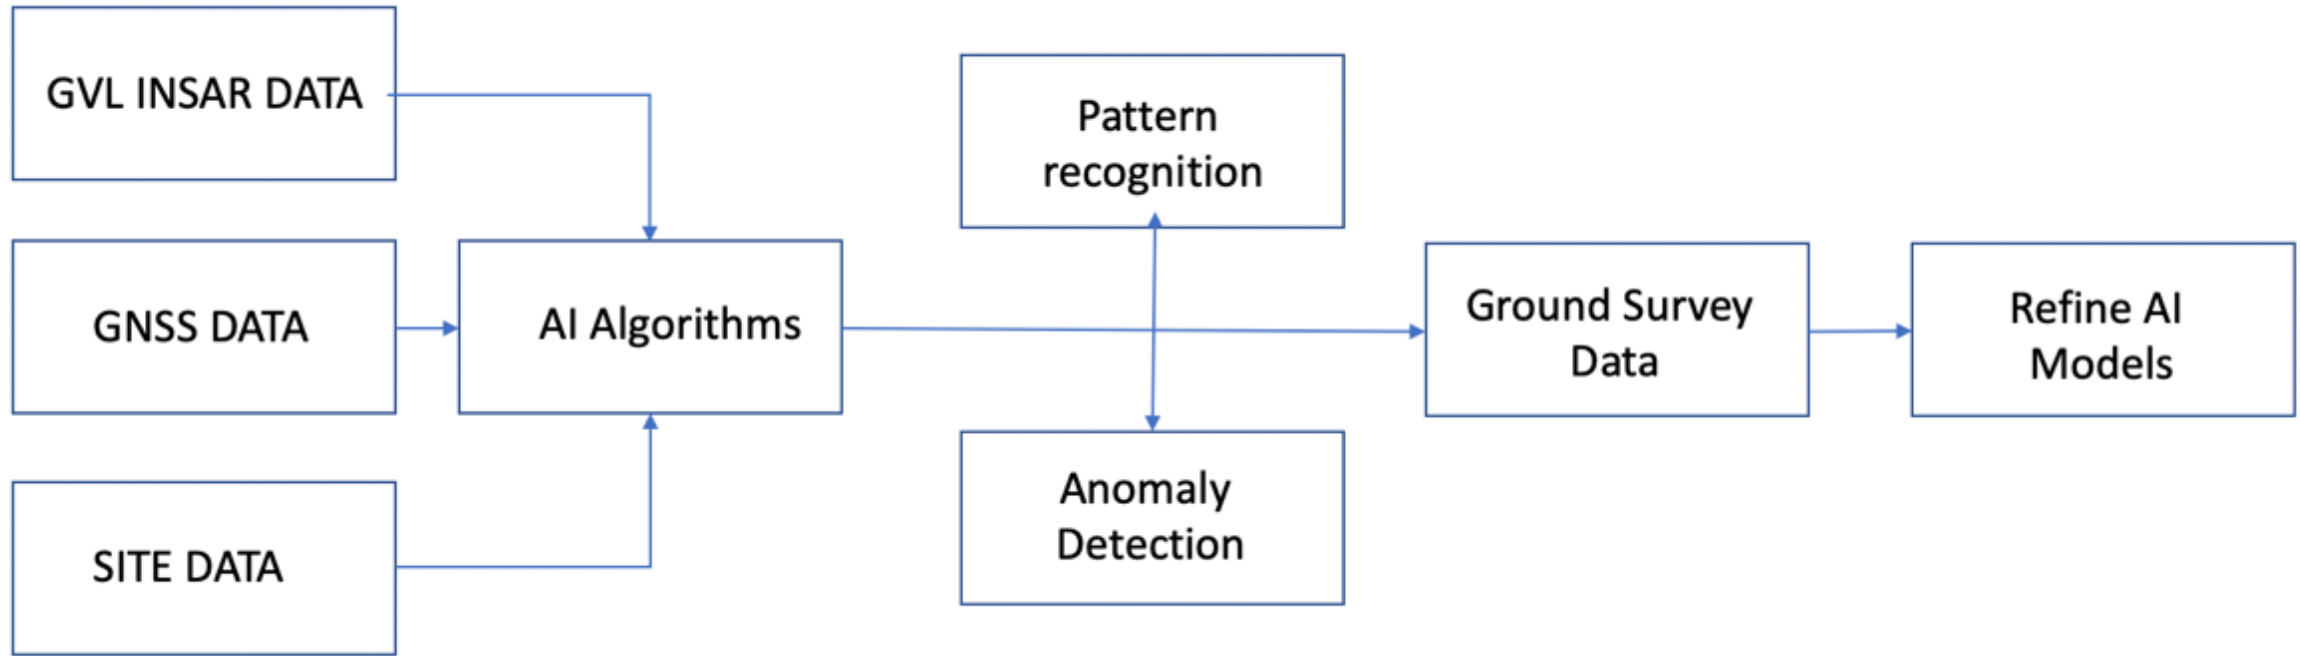 GVL INSAR DATA
GNSS DATA
SITE DATA
AI Algorithms
Pattern
recognition
Anomaly
Detection
Ground Survey
Data
Refine AI
Models